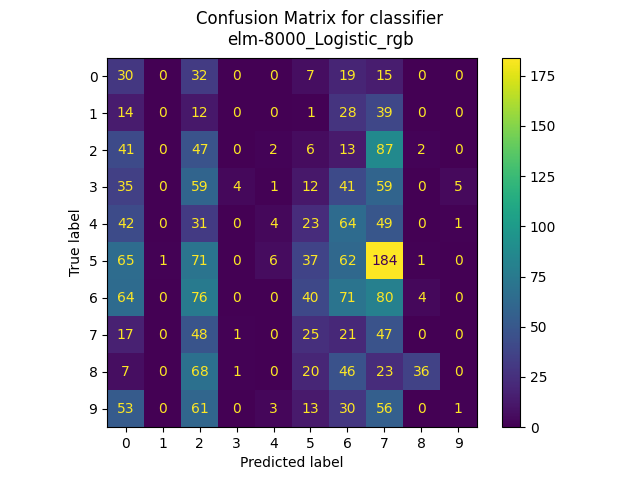 Confusion Matrix for classifier
elm-8000_Logistic_rgb
0 30 0 32 0 0 7 19 15 0 0
1 14 0 12 0 0 1 28 39 0 0
2 41 0 47 0 2 6 13 87 2 0
3 35 0 59 4 1 12 41 59 0 5
4 42 0 31 0 4 23 64 49 0 1
5 65 1 71 0 6 37 62 184 1 0
6 64 0 76 0 0 40 71 80 4 0
7 17 0 48 1 0 25 21 47 0 0
8 7 0 68 1 0 20 46 23 36 0
9 53 0 61 0 3 13 30 56 0 1
0 1 2 3 4 5 6 7 8 9
Predicted label
True label
175
150
125
100
75
50
25
0